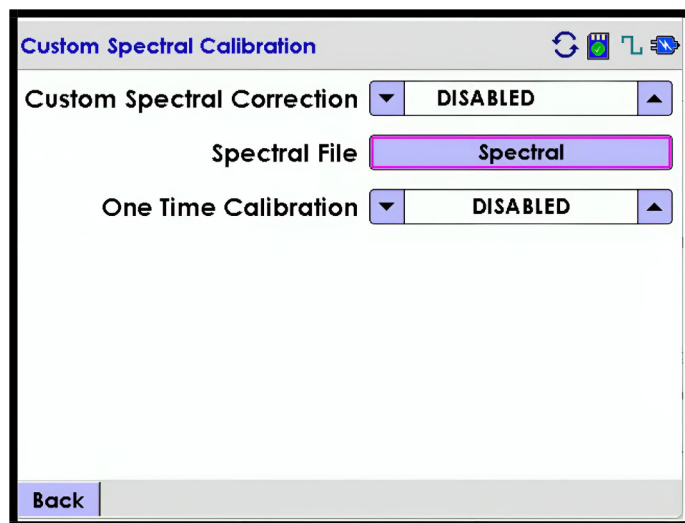 Custom Spectral Calibration
Custom Spectral Correction DISABLED
Spectral File Spectral
One Time Calibration DISABLED
Back